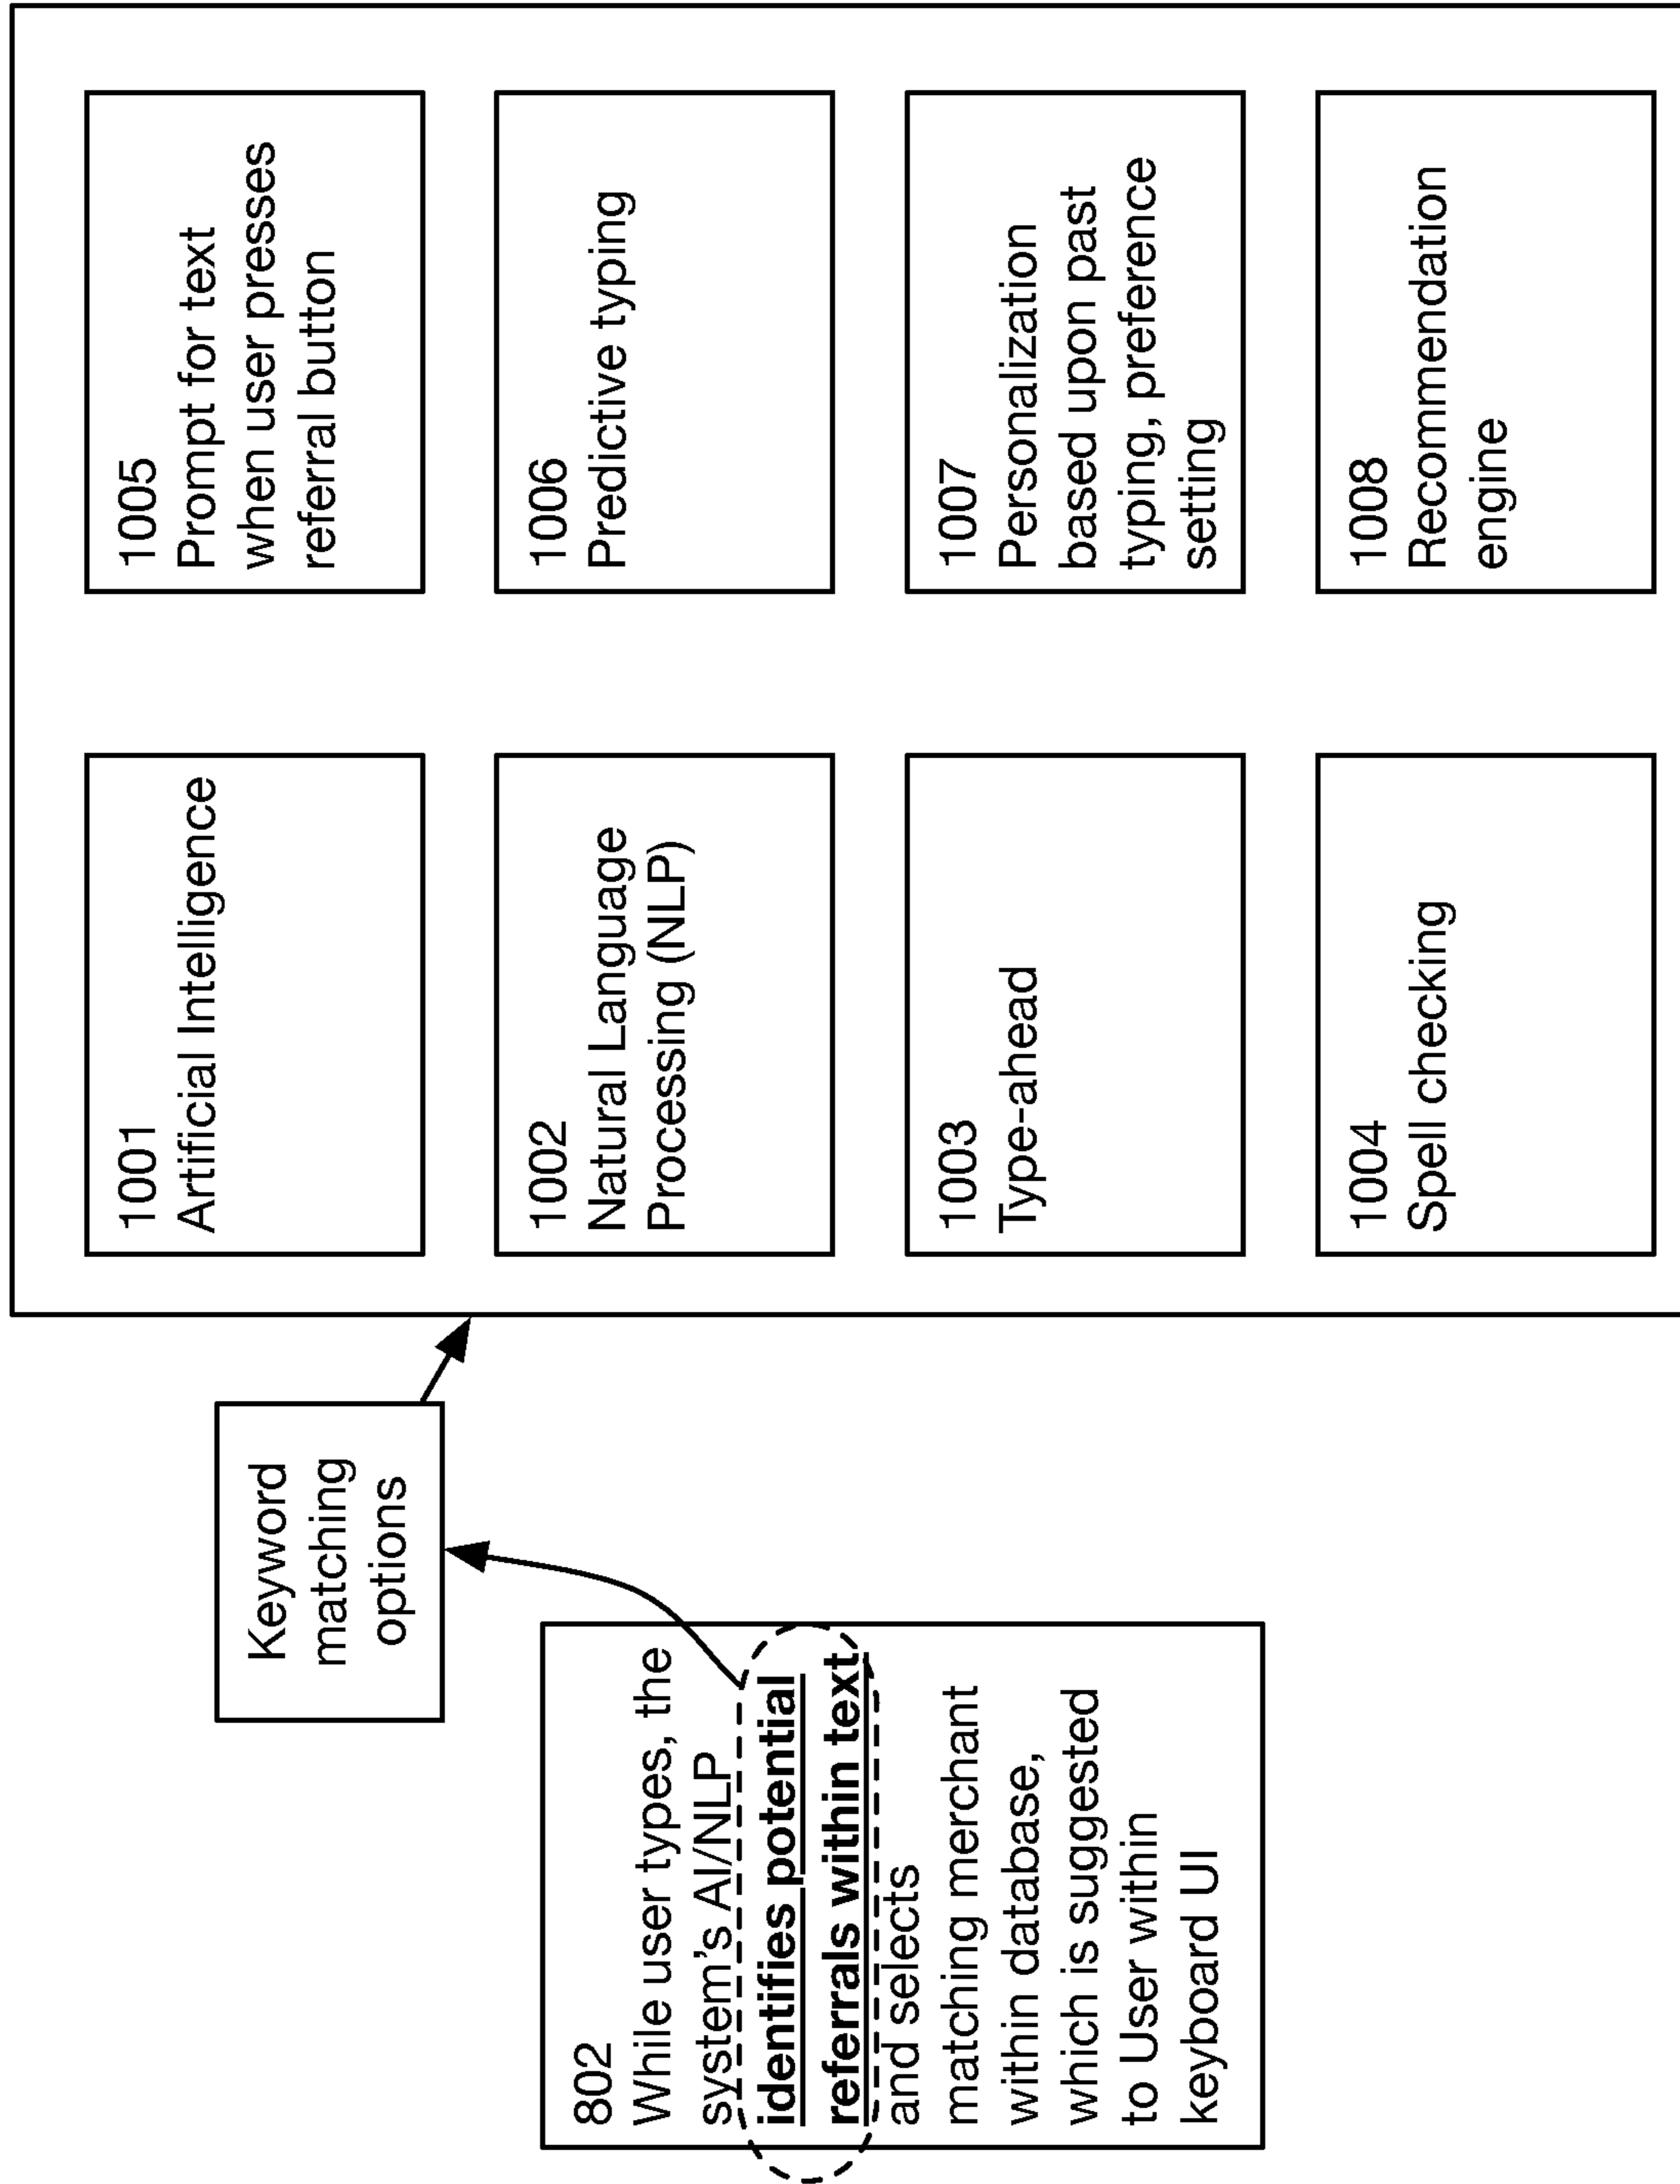 802
While user types, the
system's AI/NLP
identifies potential
referrals within text
and selects
matching merchant
within database,
which is suggested
to User within
keyboard UI
Keyword
matching
options
1001
Artificial Intelligence
1002
Natural Language
Processing (NLP)
1003
Type-ahead
1004
Spell checking
1005
Prompt for text
when user presses
referral button
1006
Predictive typing
1007
Personalization
based upon past
typing, preference
setting
1008
Recommendation
engine